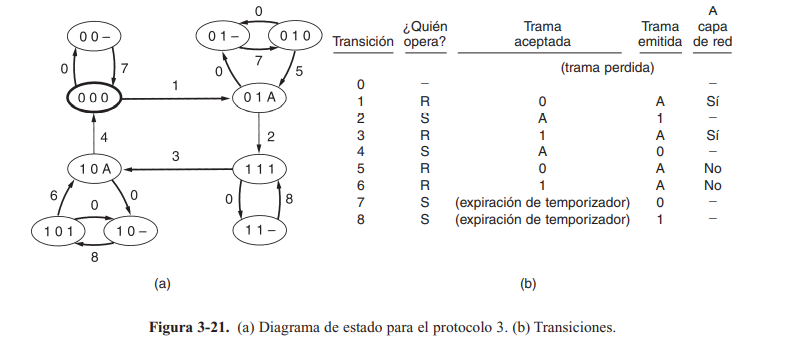 0 0 –
0
7
0 0 0
1
0
0 1 –
0 1 0
7
0
5
0 1 A
2
4
3
1 0 A
1 1 1
6
0
0
0
8
1 0 1
1 0 –
1 1 –
8
(a)
¿Quién Trama Trama A capa
Transición opera? aceptada emitida de red
(trama perdida)
0 – –
1 R 0 A Sí
2 S A 1 –
3 R 1 A Sí
4 S A 0 –
5 R 0 A No
6 R 1 A No
7 S (expiración de temporizador) 0 –
8 S (expiración de temporizador) 1 –
(b)
Figura 3-21. (a) Diagrama de estado para el protocolo 3. (b) Transiciones.